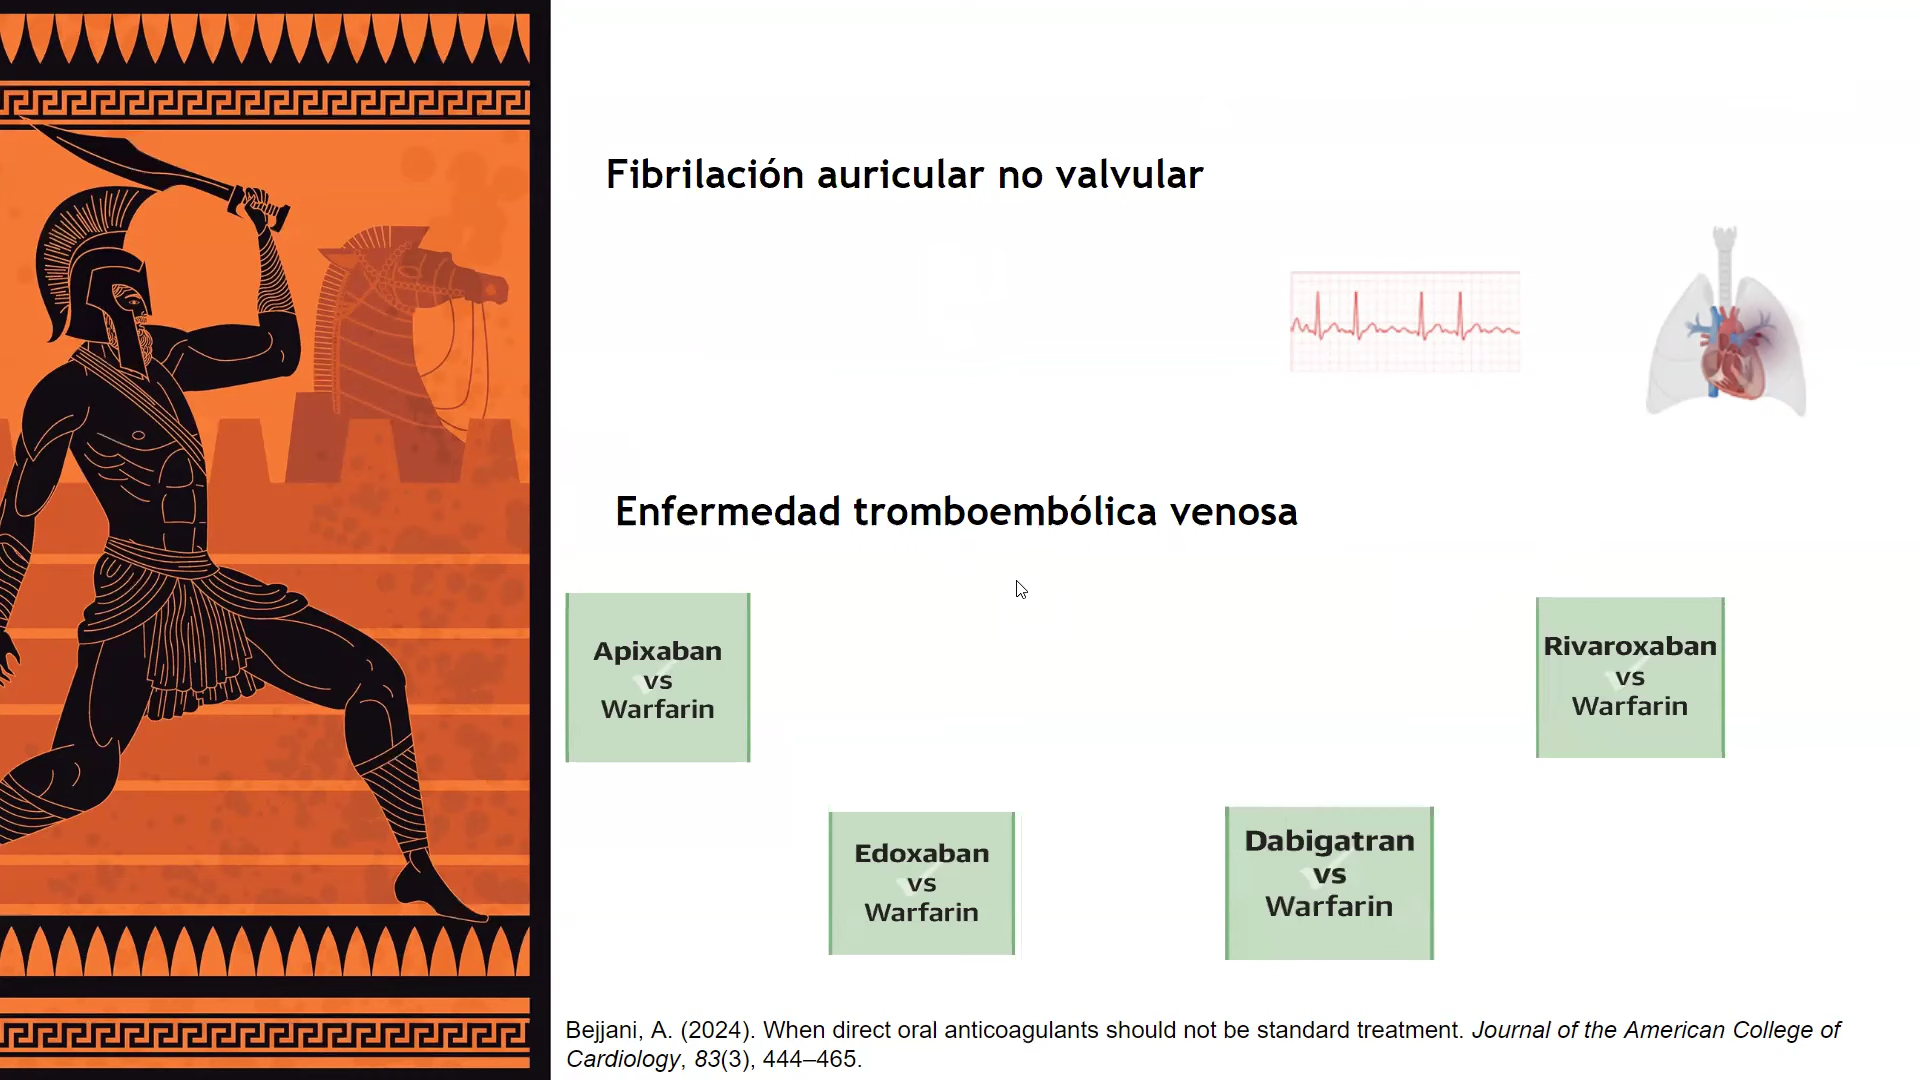 Fibrilación auricular no valvular
Enfermedad tromboembólica venosa
Apixaban
vs
Warfarin
Rivaroxaban
vs
Warfarin
Edoxaban
vs
Warfarin
Dabigatran
vs
Warfarin
Bejjani, A. (2024). When direct oral anticoagulants should not be standard treatment. Journal of the American College of
Cardiology, 83(3), 444–465.